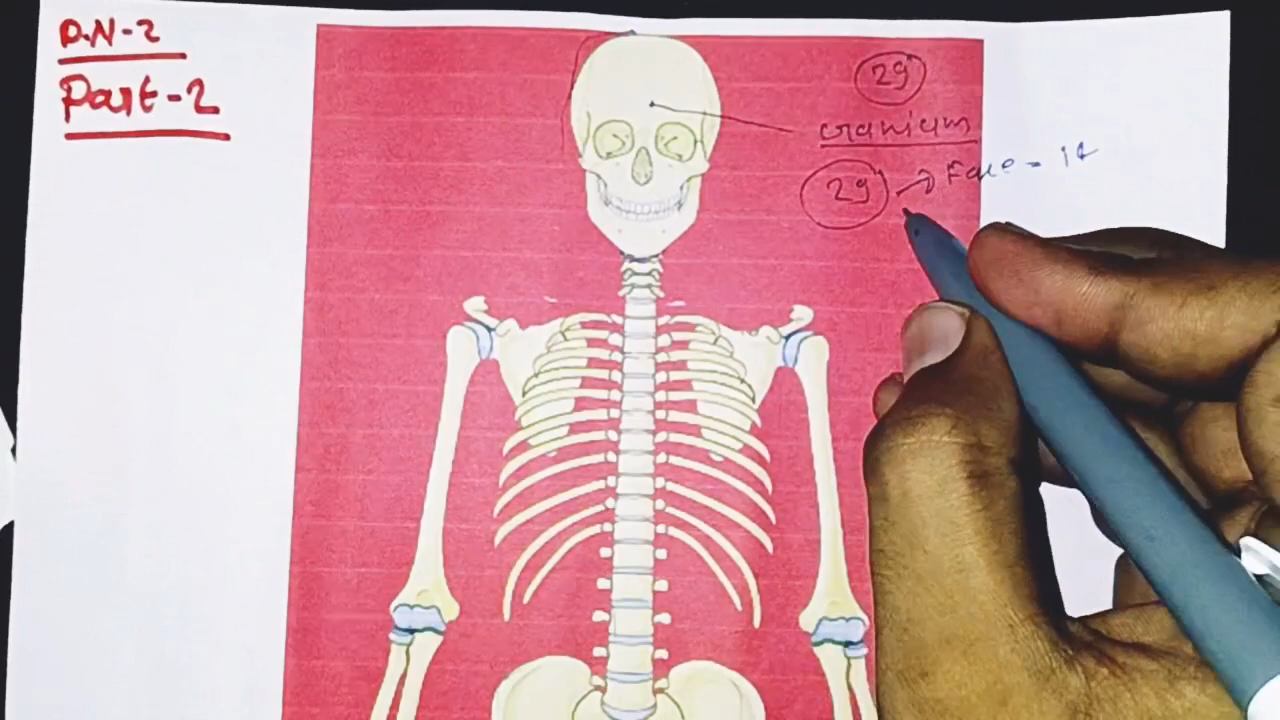 P.N-2
Part-2
29
cranium
29 → Face = 14